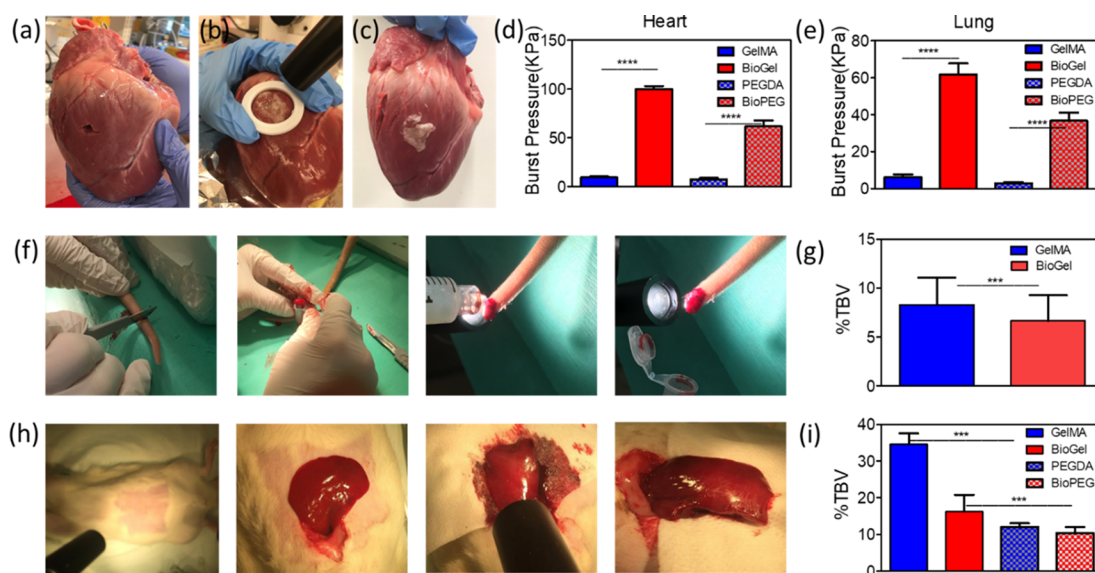 (a)
(b)
(c)
(d)
Heart
Burst Pressure(KPa)
150
100
50
0
GelMA
BioGel
PEGDA
BioPEG
****
****
(e)
Lung
Burst Pressure(KPa)
80
60
40
20
0
GelMA
BioGel
PEGDA
BioPEG
****
****
(f)
(g)
%TBV
15
10
5
0
GelMA
BioGel
***
(h)
(i)
%TBV
40
30
20
10
0
GelMA
BioGel
PEGDA
BioPEG
***
***